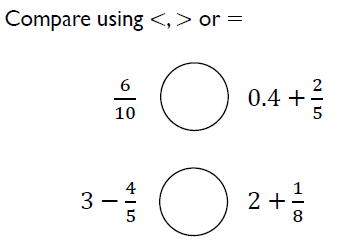 Compare using <, > or =
6/10 ◯ 0.4 + 2/5
3 − 4/5 ◯ 2 + 1/8